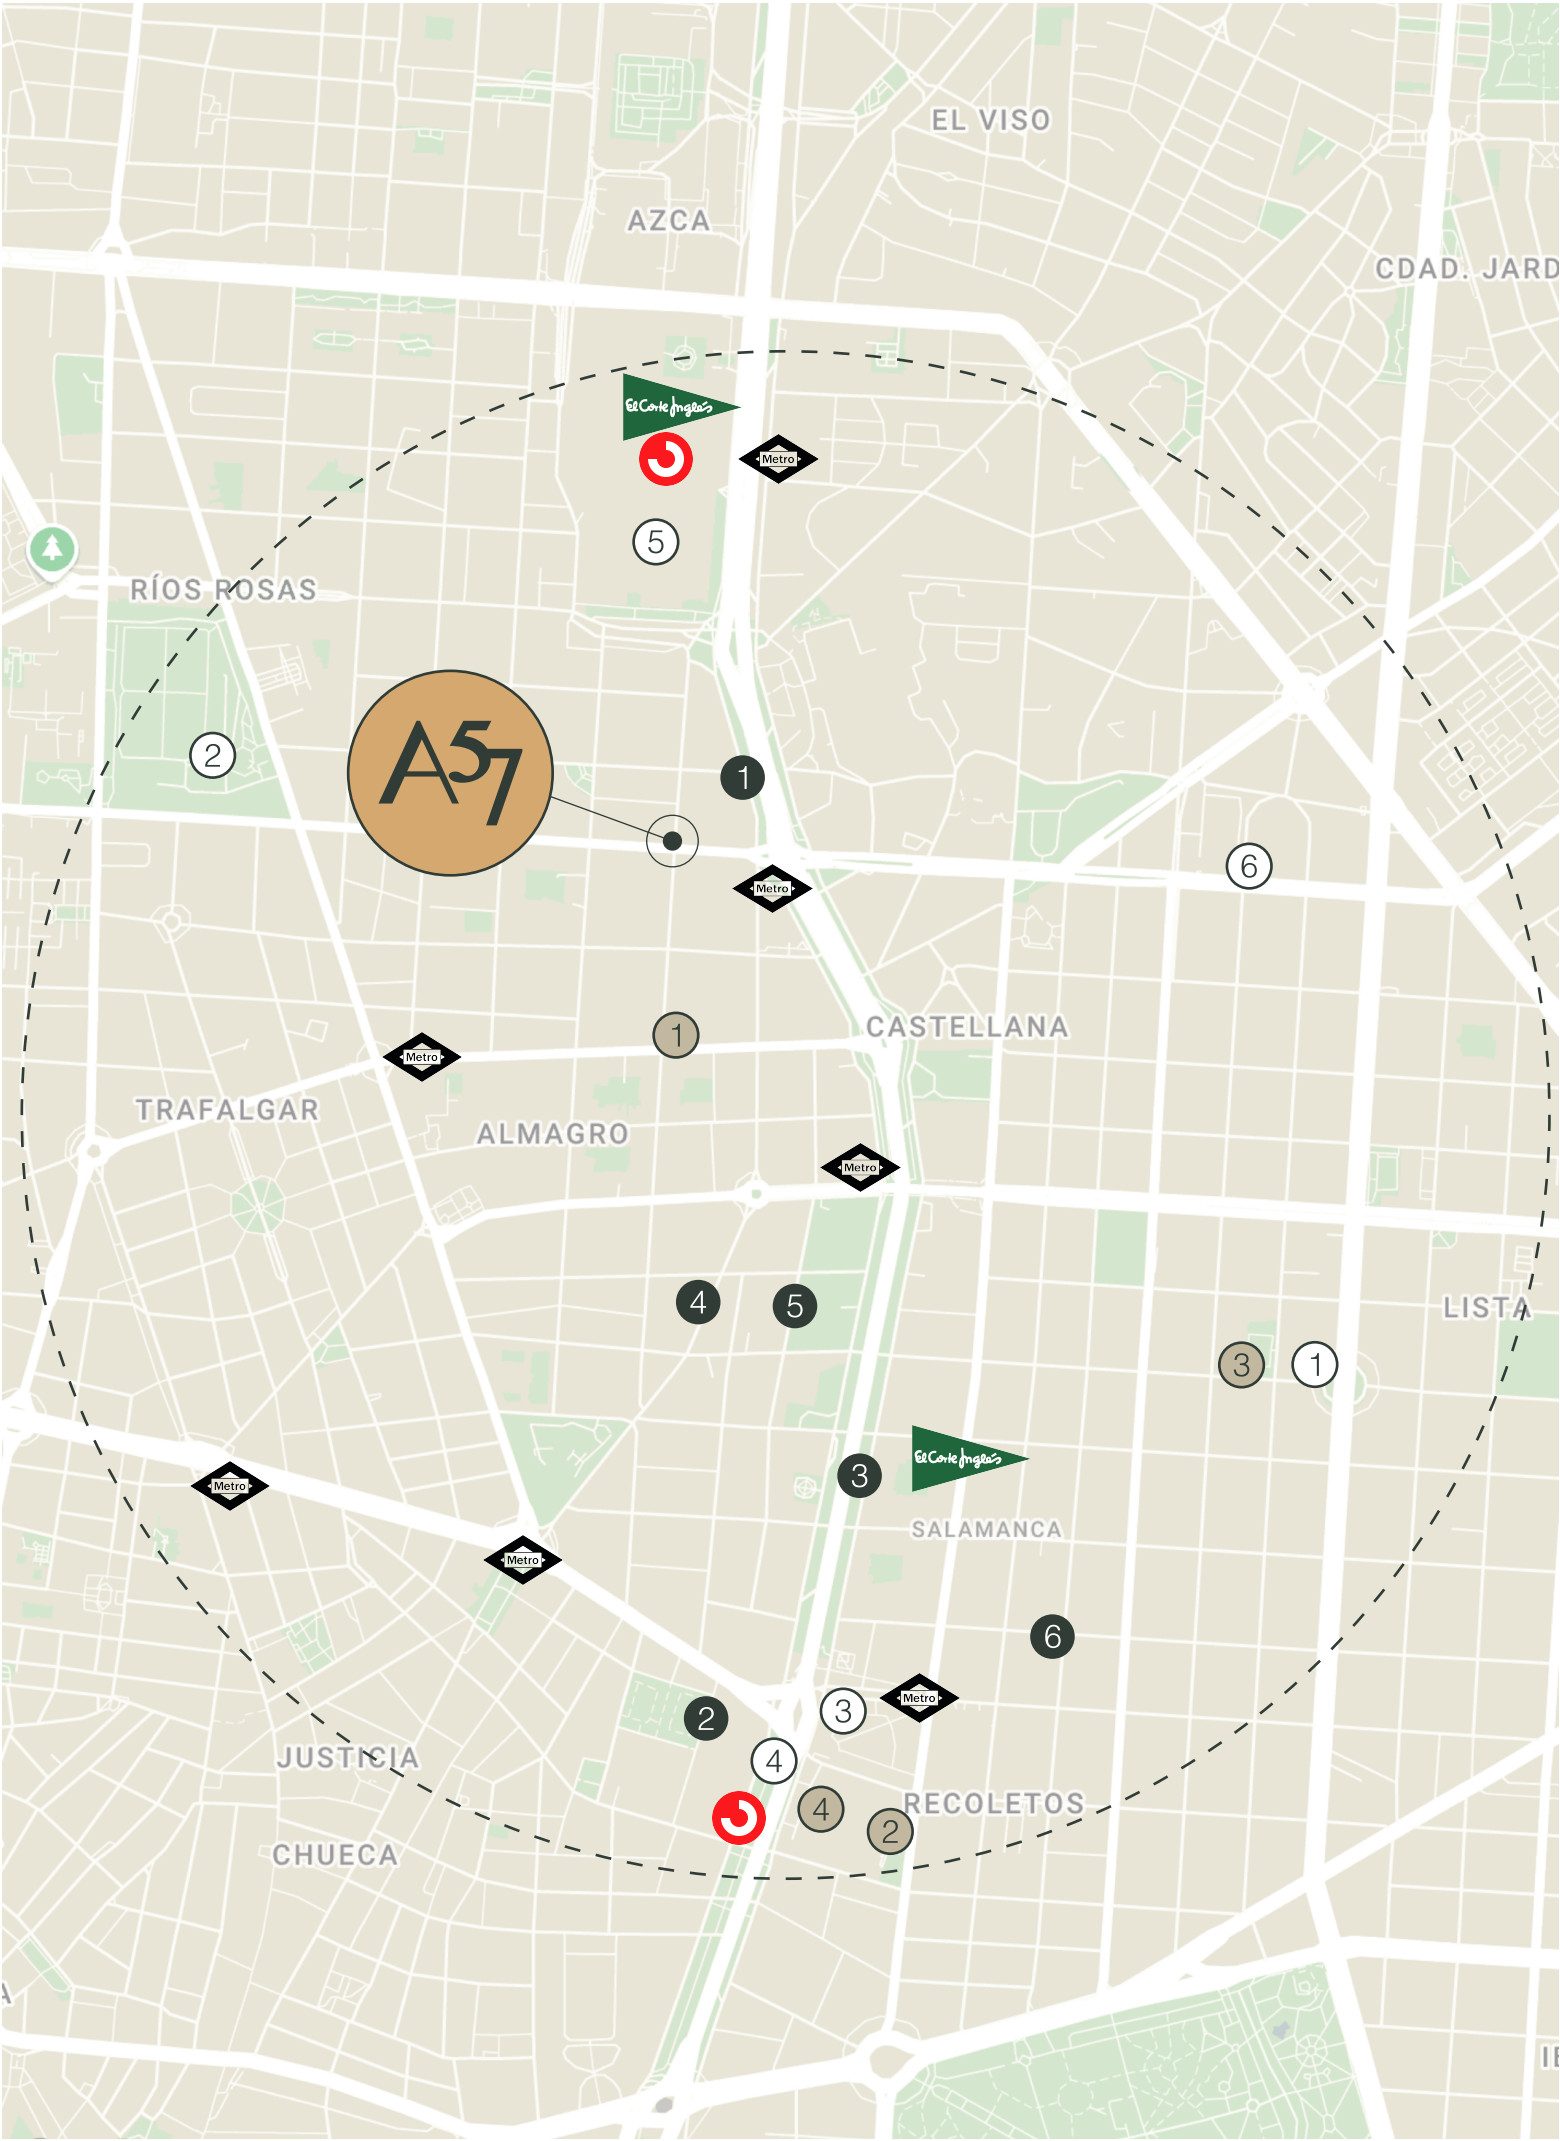 EL VISO
AZCA
CDAD. JARD
El Corte Inglés
Metro
5
RÍOS ROSAS
2
A57
1
6
Metro
1
CASTELLANA
Metro
TRAFALGAR
ALMAGRO
Metro
4
5
LISTA
3
1
El Corte Inglés
3
Metro
SALAMANCA
Metro
6
2
3
Metro
4
JUSTICIA
4
RECOLETOS
2
CHUECA
A
IE